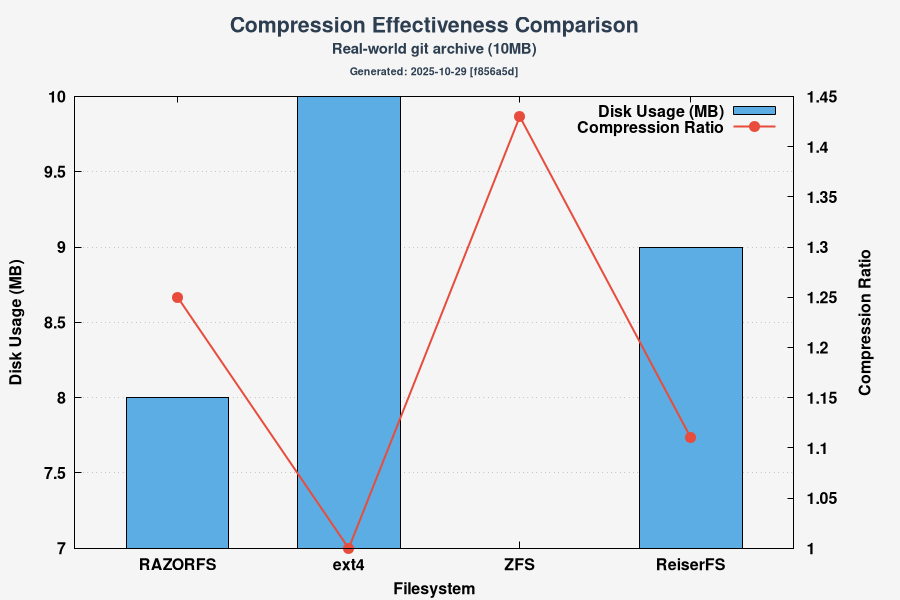 Compression Effectiveness Comparison
Real-world git archive (10MB)
Generated: 2025-10-29 [f856a5d]
Disk Usage (MB)
Compression Ratio
10
9.5
9
8.5
8
7.5
7
1.45
1.4
1.35
1.3
1.25
1.2
1.15
1.1
1.05
1
Disk Usage (MB)
Compression Ratio
RAZORFS
ext4
ZFS
ReiserFS
Filesystem